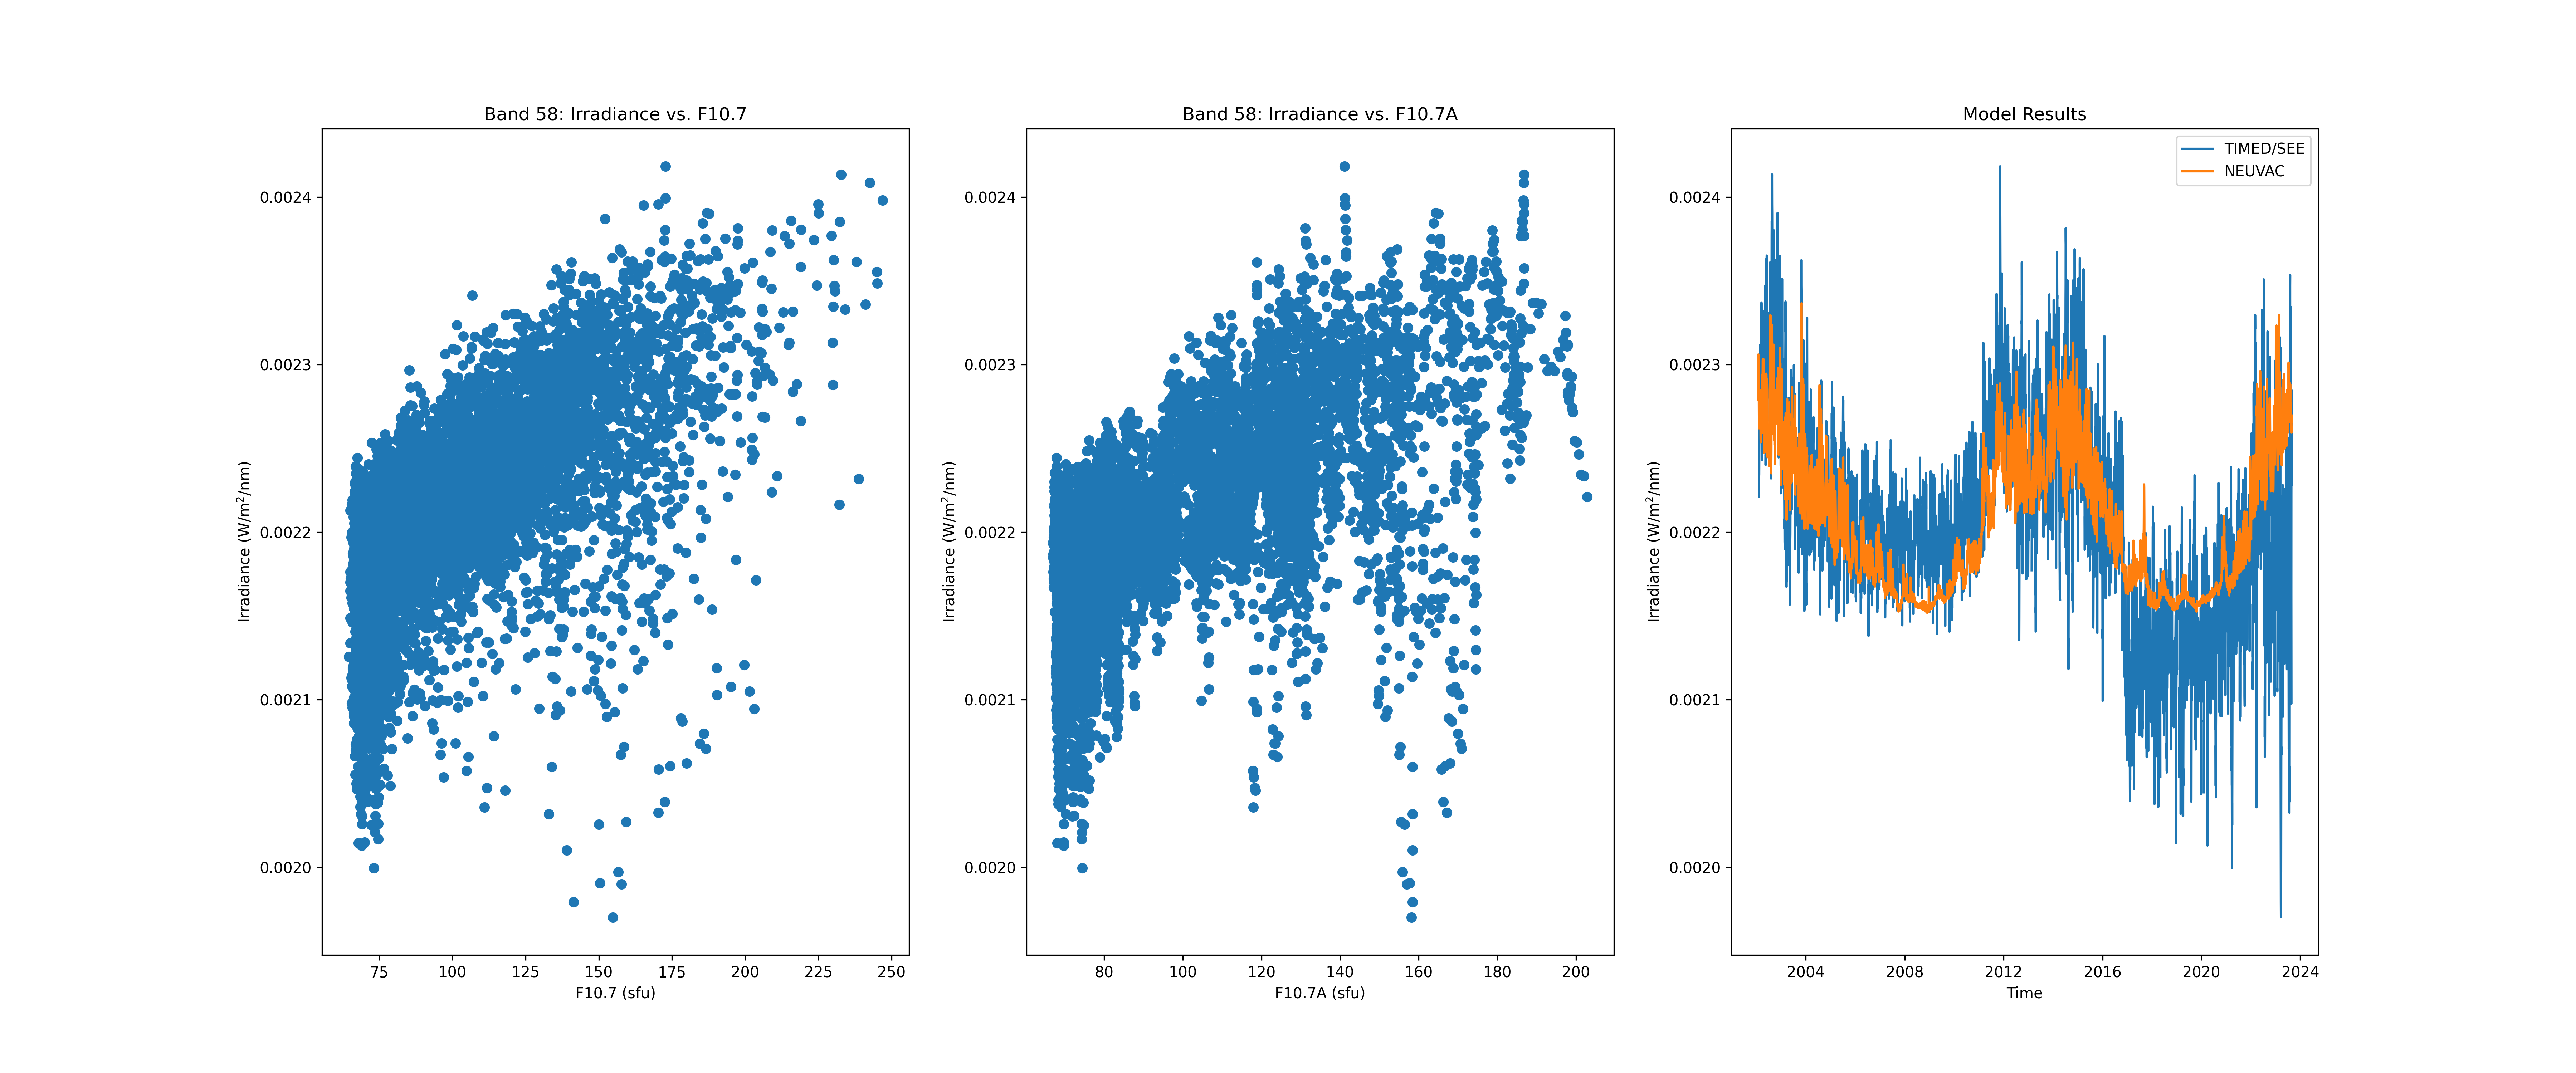 Band 58: Irradiance vs. F10.7
Irradiance (W/m²/nm)
0.0024
0.0023
0.0022
0.0021
0.0020
75 100 125 150 175 200 225 250
F10.7 (sfu)
Band 58: Irradiance vs. F10.7A
Irradiance (W/m²/nm)
0.0024
0.0023
0.0022
0.0021
0.0020
80 100 120 140 160 180 200
F10.7A (sfu)
Model Results
TIMED/SEE
NEUVAC
Irradiance (W/m²/nm)
0.0024
0.0023
0.0022
0.0021
0.0020
2004 2008 2012 2016 2020 2024
Time